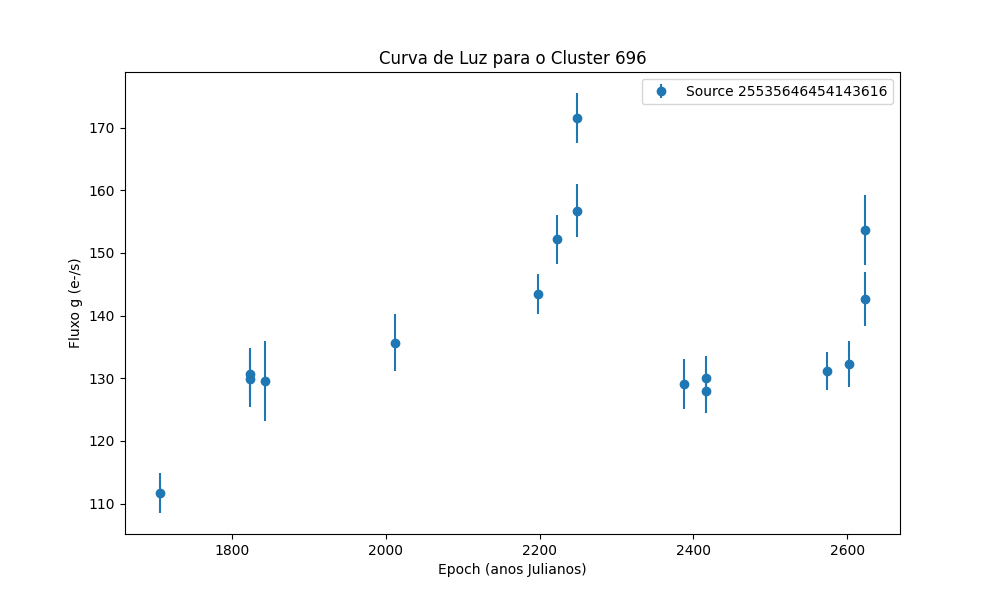 Curva de Luz para o Cluster 696
Source 25535646454143616
170
160
150
140
130
120
110
Fluxo g (e-/s)
1800 2000 2200 2400 2600
Epoch (anos Julianos)